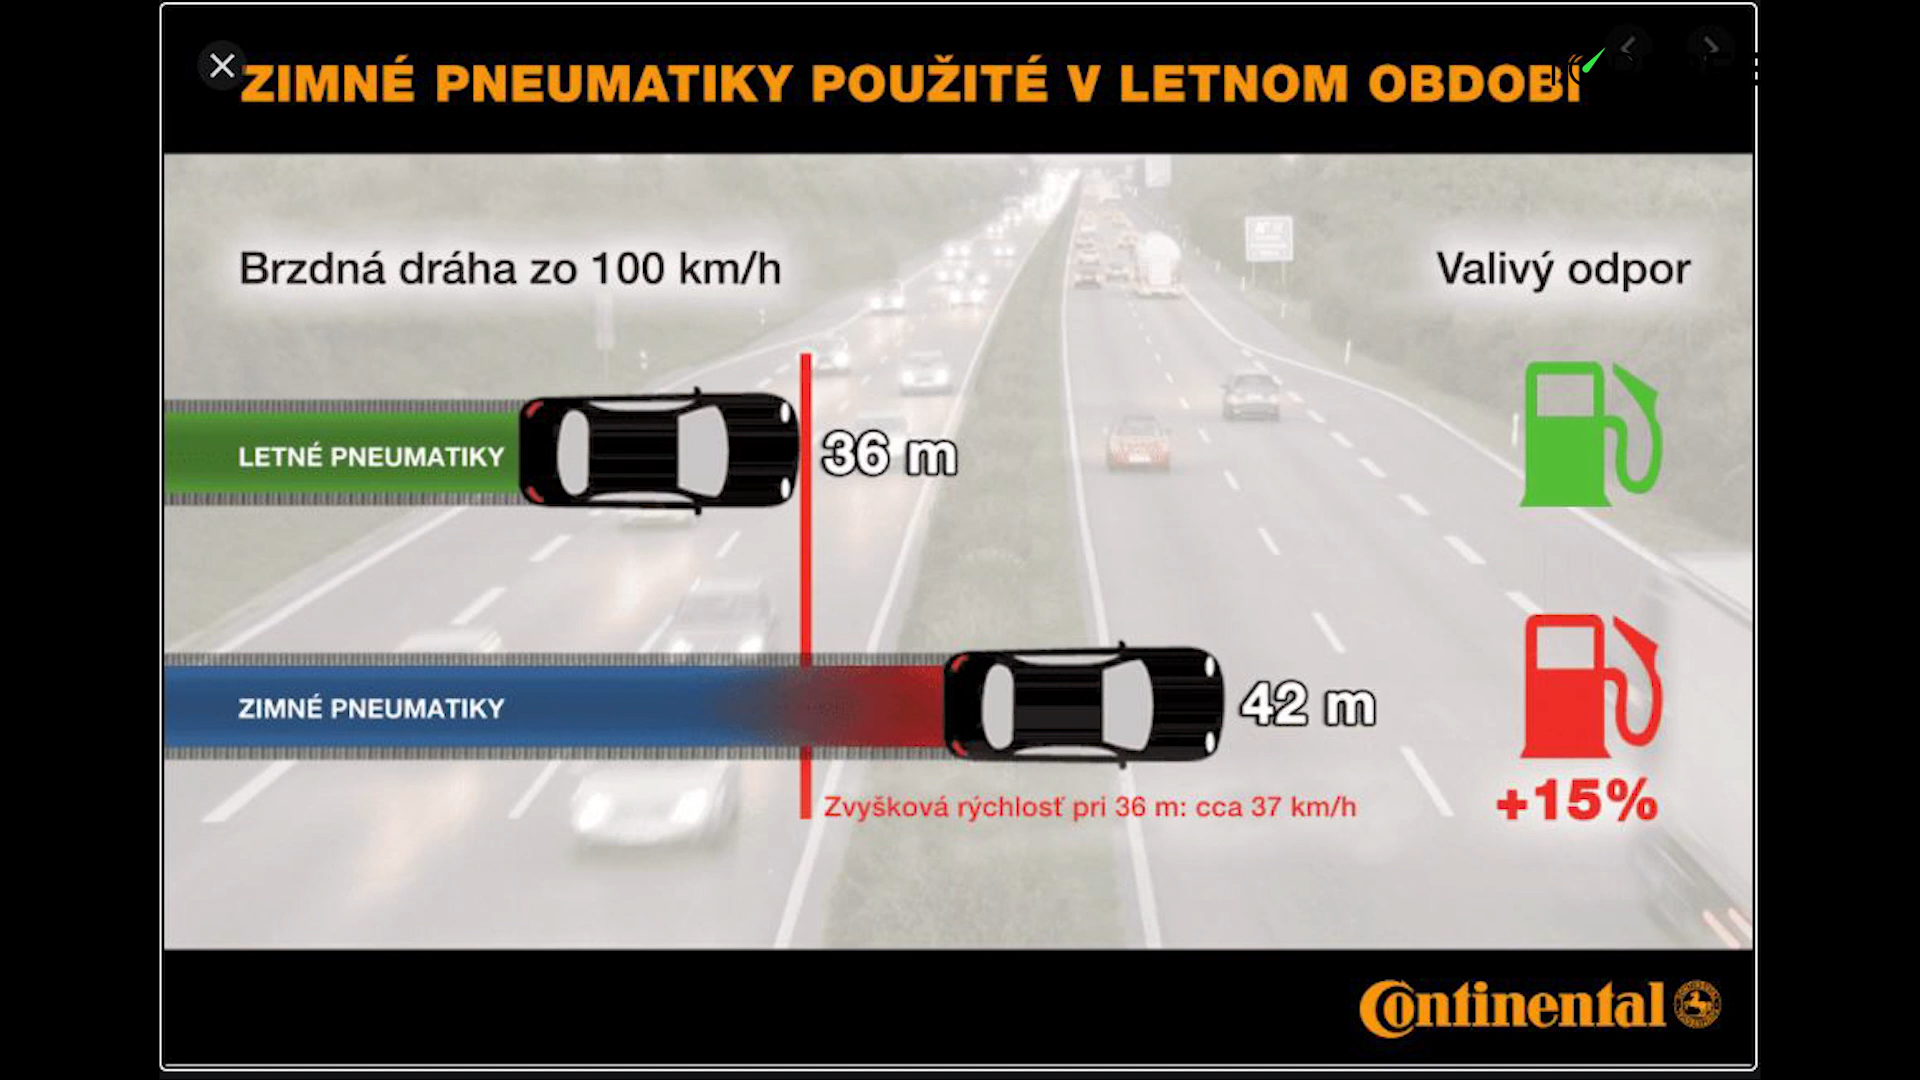 ZIMNÉ PNEUMATIKY POUŽITÉ V LETNOM OBDOBÍ
Brzdná dráha zo 100 km/h
Valivý odpor
LETNÉ PNEUMATIKY
36 m
ZIMNÉ PNEUMATIKY
42 m
Zvyšková rýchlosť pri 36 m: cca 37 km/h
+15%
Continental